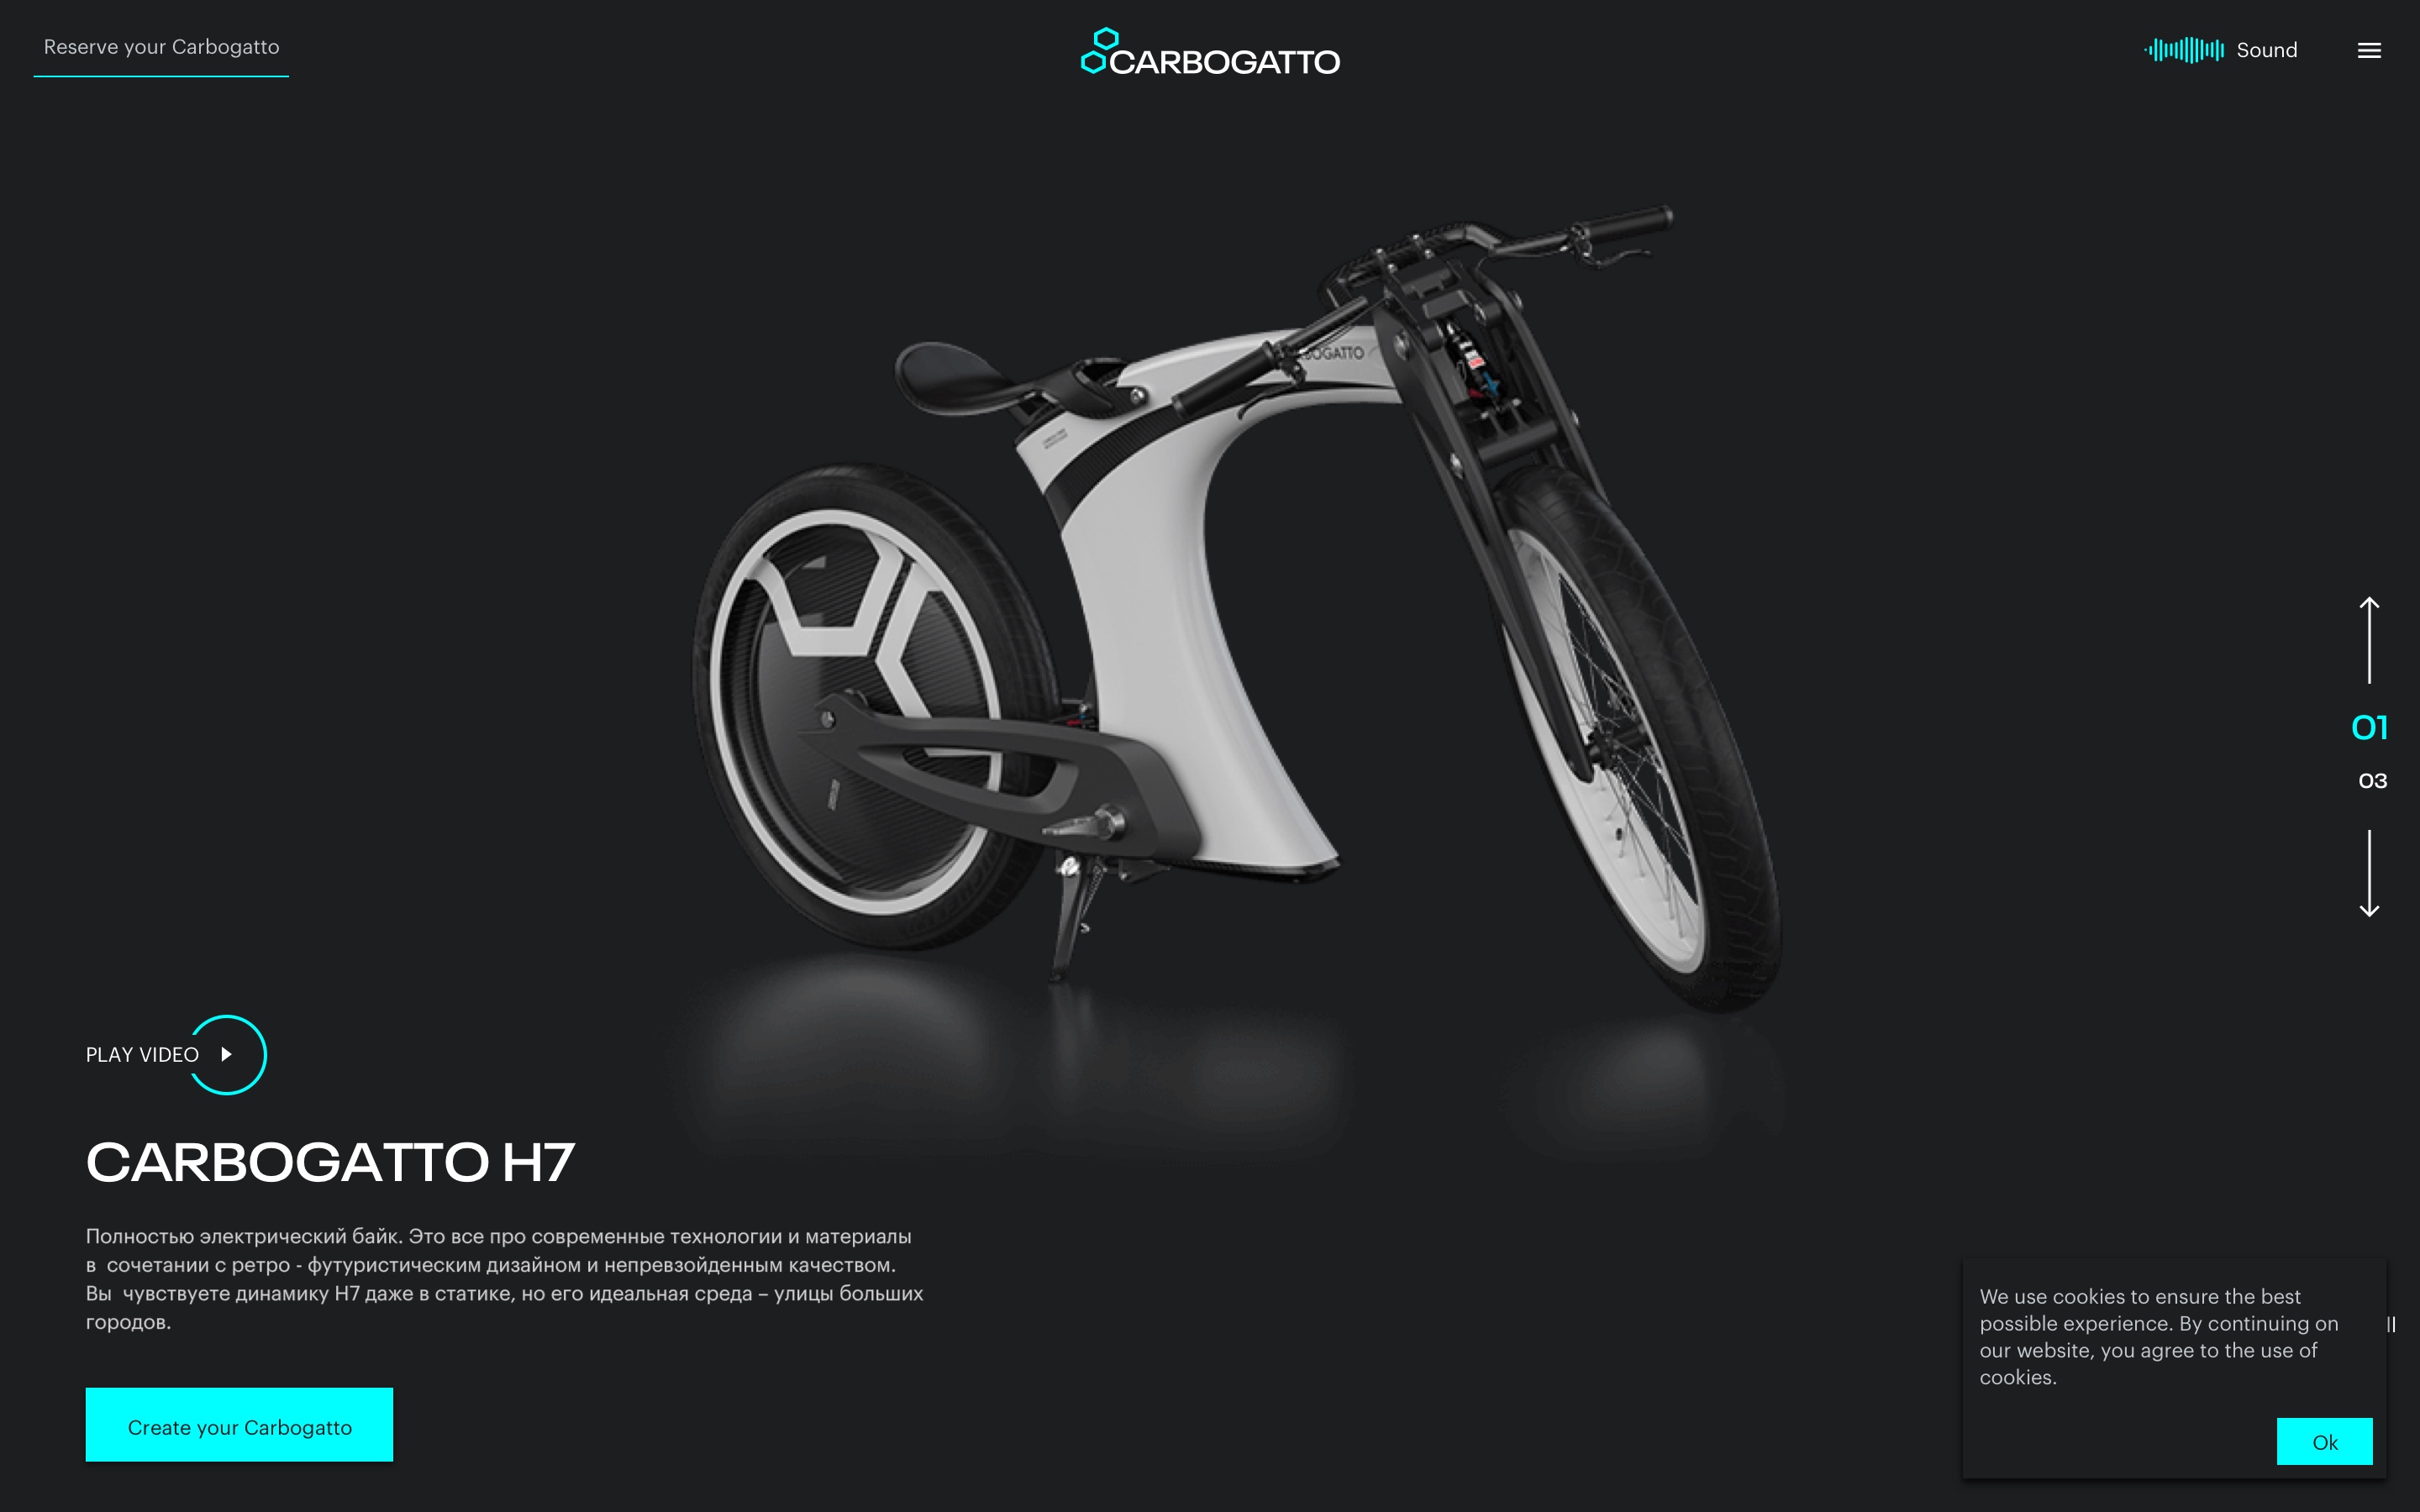 Reserve your Carbogatto
CARBOGATTO
Sound
BOGATTO
01
03
PLAY VIDEO
CARBOGATTO H7
Полностью электрический байк. Это все про современные технологии и материалы
в сочетании с ретро - футуристическим дизайном и непревзойденным качеством.
Вы чувствуете динамику H7 даже в статике, но его идеальная среда – улицы больших
городов.
Create your Carbogatto
We use cookies to ensure the best
possible experience. By continuing on
our website, you agree to the use of
cookies.
Ok